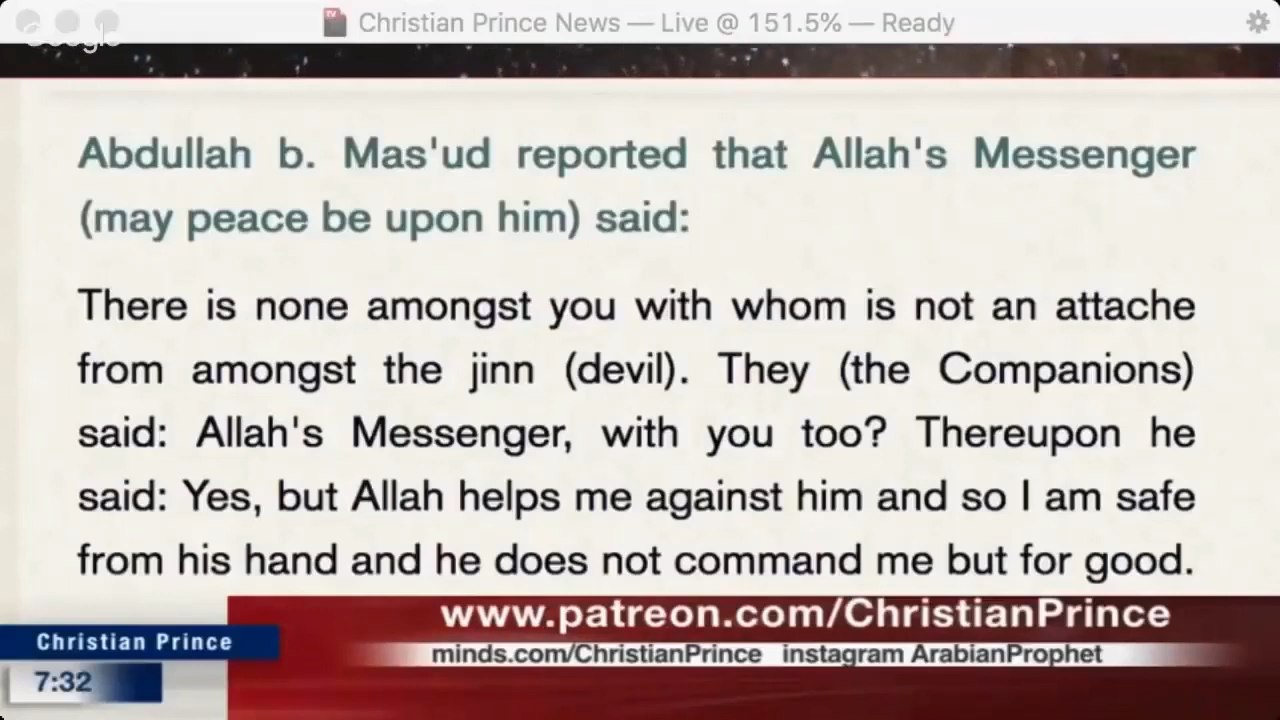 Christian Prince News — Live @ 151.5% — Ready
Google
Abdullah b. Mas'ud reported that Allah's Messenger
(may peace be upon him) said:
There is none amongst you with whom is not an attache
from amongst the jinn (devil). They (the Companions)
said: Allah's Messenger, with you too? Thereupon he
said: Yes, but Allah helps me against him and so I am safe
from his hand and he does not command me but for good.
www.patreon.com/ChristianPrince
Christian Prince
minds.com/ChristianPrince instagram ArabianProphet
7:32